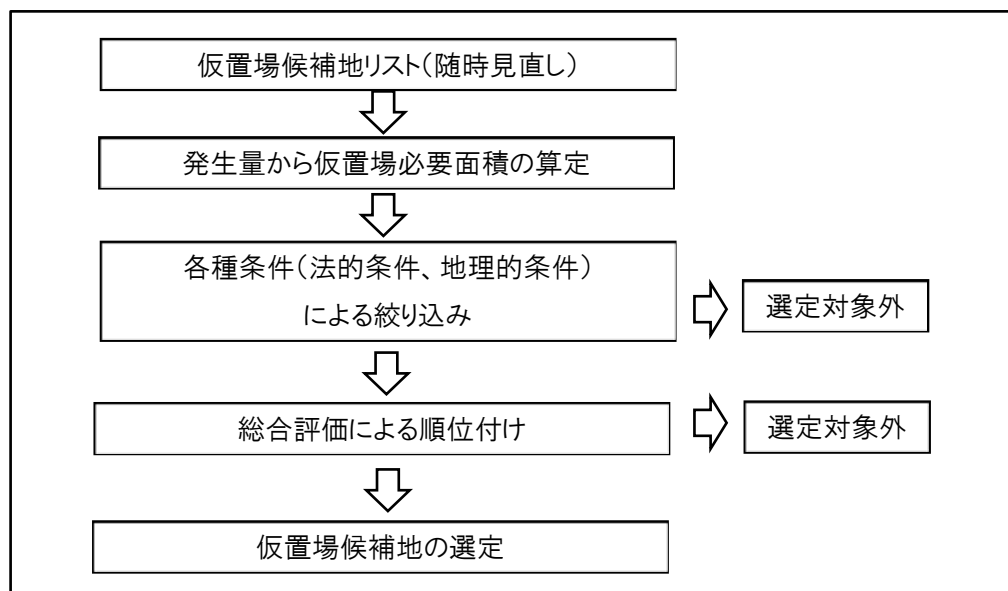 仮置場候補地リスト（随時見直し）
発生量から仮置場必要面積の算定
各種条件（法的条件、地理的条件）
による絞り込み
選定対象外
総合評価による順位付け
選定対象外
仮置場候補地の選定